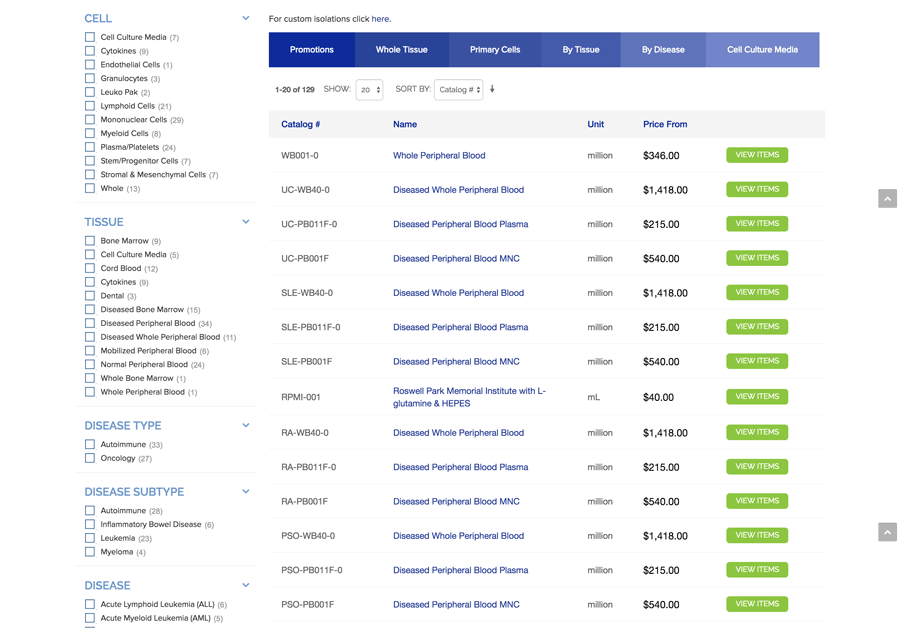 CELL
Cell Culture Media (7)
Cytokines (9)
Endothelial Cells (1)
Granulocytes (3)
Leuko Pak (2)
Lymphoid Cells (21)
Mononuclear Cells (29)
Myeloid Cells (8)
Plasma/Platelets (24)
Stem/Progenitor Cells (7)
Stromal & Mesenchymal Cells (7)
Whole (13)
TISSUE
Bone Marrow (9)
Cell Culture Media (5)
Cord Blood (12)
Cytokines (9)
Dental (3)
Diseased Bone Marrow (15)
Diseased Peripheral Blood (34)
Diseased Whole Peripheral Blood (11)
Mobilized Peripheral Blood (6)
Normal Peripheral Blood (24)
Whole Bone Marrow (1)
Whole Peripheral Blood (1)
DISEASE TYPE
Autoimmune (33)
Oncology (27)
DISEASE SUBTYPE
Autoimmune (28)
Inflammatory Bowel Disease (6)
Leukemia (23)
Myeloma (4)
DISEASE
Acute Lymphoid Leukemia (ALL) (6)
Acute Myeloid Leukemia (AML) (5)
For custom isolations click here.
Promotions Whole Tissue Primary Cells By Tissue By Disease Cell Culture Media
1-20 of 129 SHOW: 20 SORT BY: Catalog #
Catalog # Name Unit Price From
WB001-0 Whole Peripheral Blood million $346.00 VIEW ITEMS
UC-WB40-0 Diseased Whole Peripheral Blood million $1,418.00 VIEW ITEMS
UC-PB011F-0 Diseased Peripheral Blood Plasma million $215.00 VIEW ITEMS
UC-PB001F Diseased Peripheral Blood MNC million $540.00 VIEW ITEMS
SLE-WB40-0 Diseased Whole Peripheral Blood million $1,418.00 VIEW ITEMS
SLE-PB011F-0 Diseased Peripheral Blood Plasma million $215.00 VIEW ITEMS
SLE-PB001F Diseased Peripheral Blood MNC million $540.00 VIEW ITEMS
RPMI-001 Roswell Park Memorial Institute with L-
glutamine & HEPES mL $40.00 VIEW ITEMS
RA-WB40-0 Diseased Whole Peripheral Blood million $1,418.00 VIEW ITEMS
RA-PB011F-0 Diseased Peripheral Blood Plasma million $215.00 VIEW ITEMS
RA-PB001F Diseased Peripheral Blood MNC million $540.00 VIEW ITEMS
PSO-WB40-0 Diseased Whole Peripheral Blood million $1,418.00 VIEW ITEMS
PSO-PB011F-0 Diseased Peripheral Blood Plasma million $215.00 VIEW ITEMS
PSO-PB001F Diseased Peripheral Blood MNC million $540.00 VIEW ITEMS